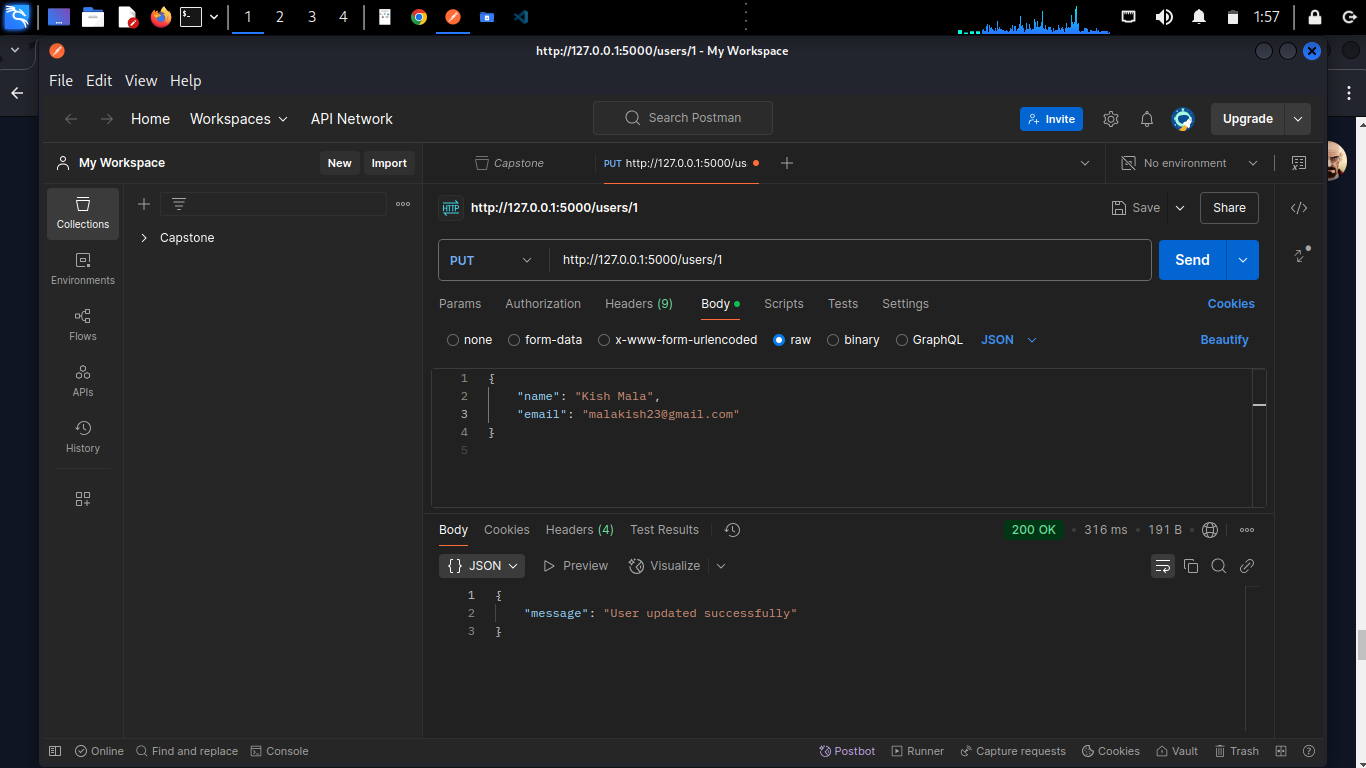 1 2 3 4 1:57
http://127.0.0.1:5000/users/1 - My Workspace
File Edit View Help
Home Workspaces API Network Search Postman Invite Upgrade
My Workspace New Import Capstone PUT http://127.0.0.1:5000/us No environment
Collections
Environments
Flows
APIs
History
Capstone
HTTP http://127.0.0.1:5000/users/1 Save Share
PUT http://127.0.0.1:5000/users/1 Send
Params Authorization Headers (9) Body Scripts Tests Settings Cookies
none form-data x-www-form-urlencoded raw binary GraphQL JSON Beautify
1 {
2 "name": "Kish Mala",
3 "email": "malakish23@gmail.com"
4 }
5
Body Cookies Headers (4) Test Results 200 OK • 316 ms • 191 B
{} JSON Preview Visualize
1 {
2 "message": "User updated successfully"
3 }
Online Find and replace Console Postbot Runner Capture requests Cookies Vault Trash